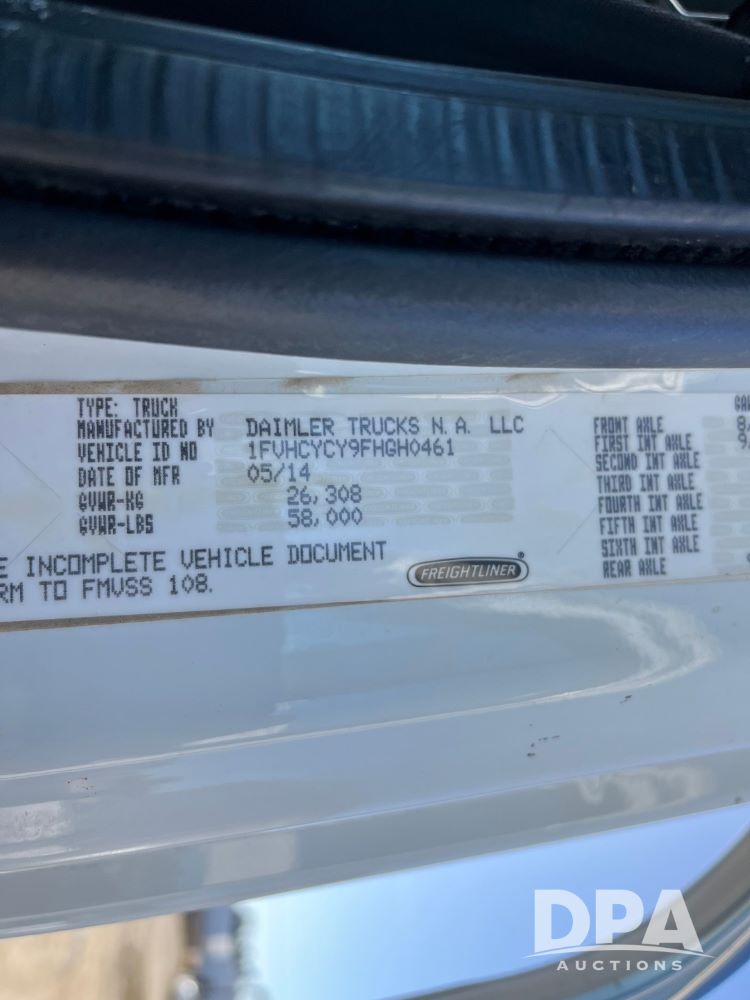 TYPE: TRUCK
MANUFACTURED BY DAIMLER TRUCKS N.A. LLC
VEHICLE ID NO 1FVHCYCY9FHGH0461
DATE OF MFR 05/14
GVWR-KG 26,308
GVWR-LBS 58,000
E INCOMPLETE VEHICLE DOCUMENT
RM TO FMVSS 108.
FREIGHTLINER®
FRONT AXLE 8,
FIRST INT AXLE 9,
SECOND INT AXLE
THIRD INT AXLE
FOURTH INT AXLE
FIFTH INT AXLE
SIXTH INT AXLE
REAR AXLE
DPA
AUCTIONS